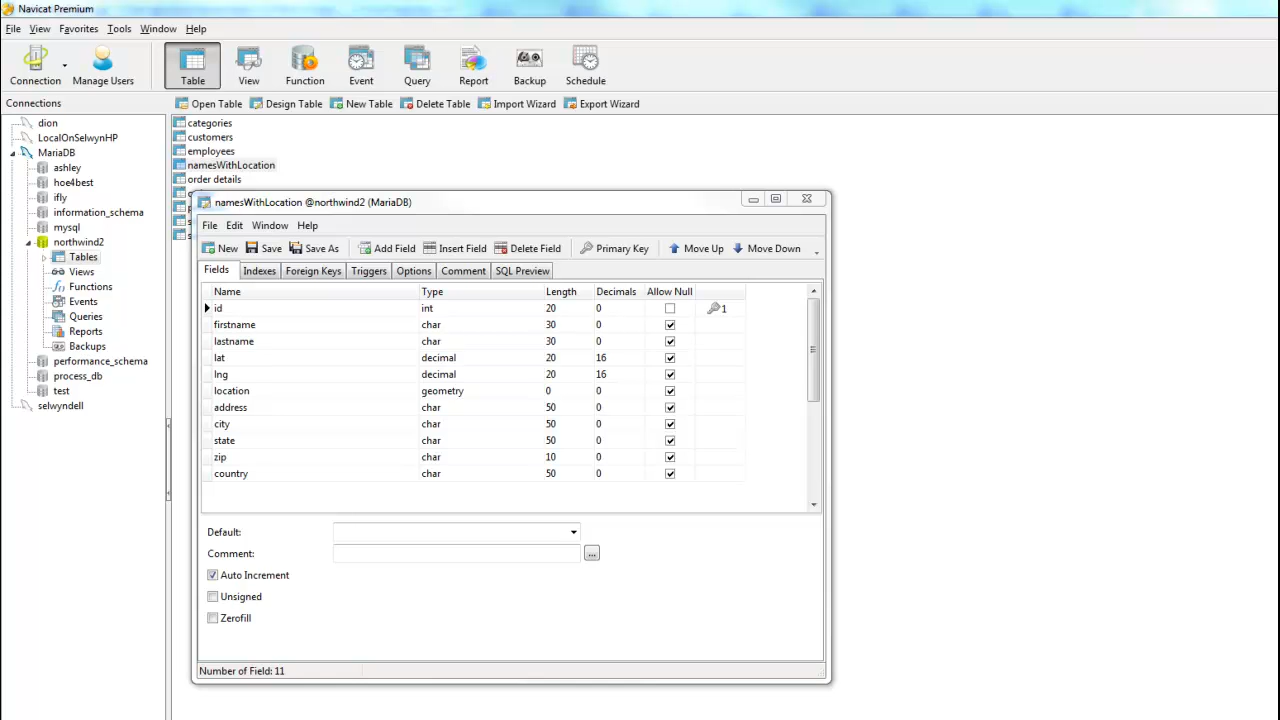 Navicat Premium
File View Favorites Tools Window Help
Connection Manage Users Table View Function Event Query Report Backup Schedule
Connections
Open Table Design Table New Table Delete Table Import Wizard Export Wizard
dion
LocalOnSelwynHP
MariaDB
ashley
hoe4best
ifly
information_schema
mysql
northwind2
Tables
Views
Functions
Events
Queries
Reports
Backups
performance_schema
process_db
test
selwyndell
categories
customers
employees
namesWithLocation
order details
namesWithLocation @northwind2 (MariaDB)
File Edit Window Help
New Save Save As Add Field Insert Field Delete Field Primary Key Move Up Move Down
Fields Indexes Foreign Keys Triggers Options Comment SQL Preview
Name Type Length Decimals Allow Null
id int 20 0 1
firstname char 30 0
lastname char 30 0
lat decimal 20 16
lng decimal 20 16
location geometry 0 0
address char 50 0
city char 50 0
state char 50 0
zip char 10 0
country char 50 0
Default:
Comment: ...
Auto Increment
Unsigned
Zerofill
Number of Field: 11